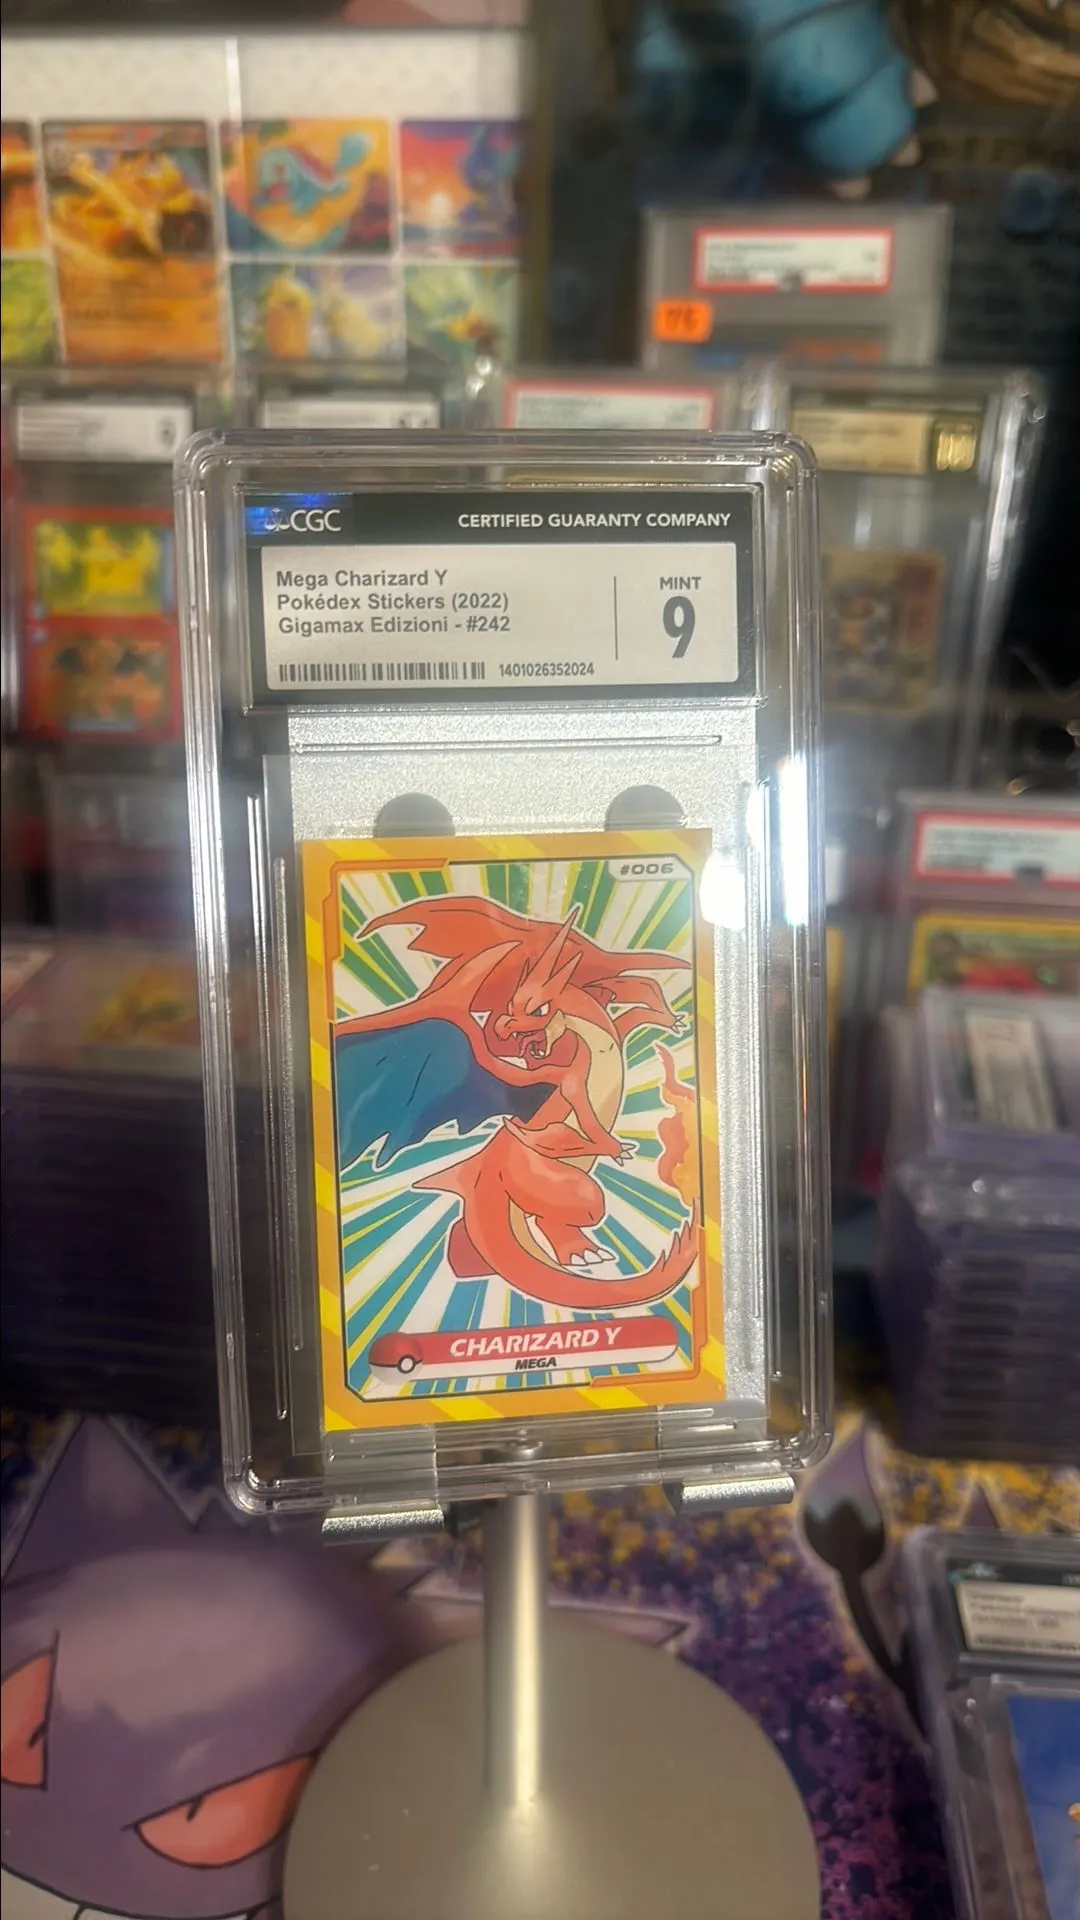 CGC
CERTIFIED GUARANTY COMPANY
Mega Charizard Y
Pokédex Stickers (2022)
Gigamax Edizioni - #242
MINT
9
1401026352024
#006
CHARIZARD Y
MEGA